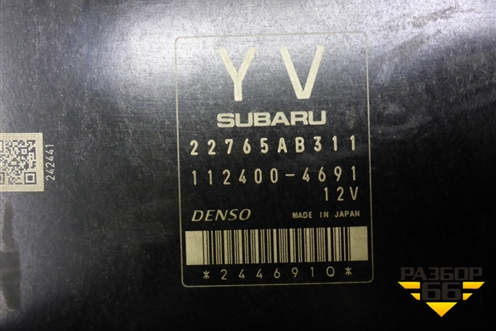 YV
SUBARU
22765AB311
112400-4691
12V
DENSO MADE IN JAPAN
*244691Q*
242441
РАЗБОР
66